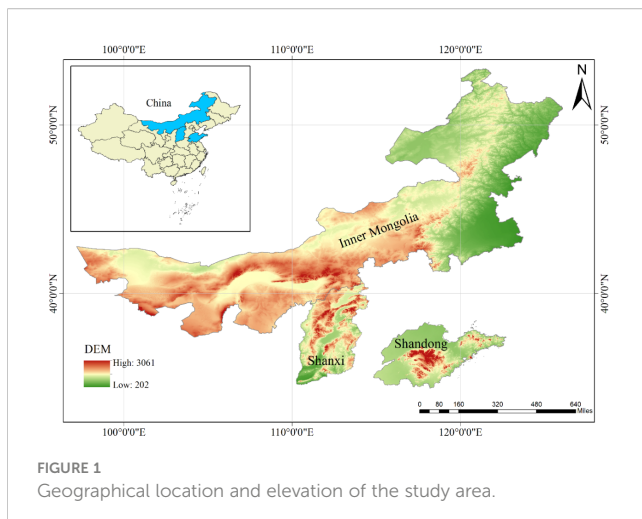 100°0'0"E 110°0'0"E 120°0'0"E
China
N
50°0'0"N 50°0'0"N
Inner Mongolia
40°0'0"N 40°0'0"N
DEM
High: 3061
Low: 202
Shanxi
Shandong
0 80 160 320 480 640
Miles
100°0'0"E 110°0'0"E 120°0'0"E
FIGURE 1
Geographical location and elevation of the study area.